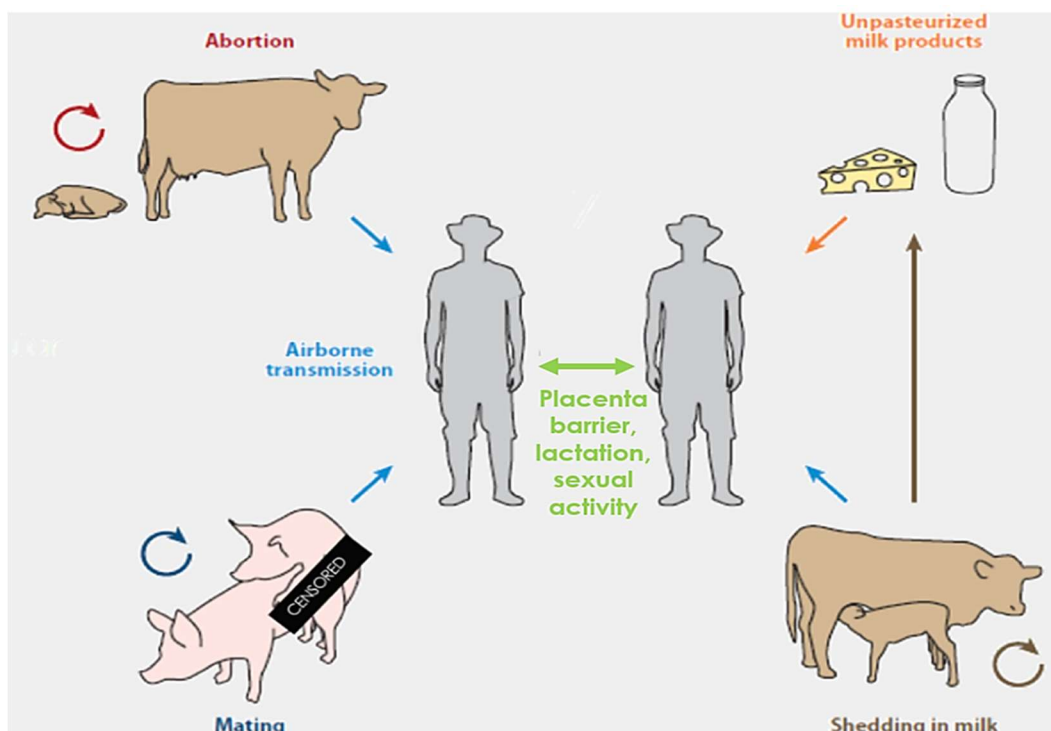 Abortion
Unpasteurized
milk products
Airborne
transmission
Placenta
barrier,
lactation,
sexual
activity
CENSORED
Mating
Shedding in milk